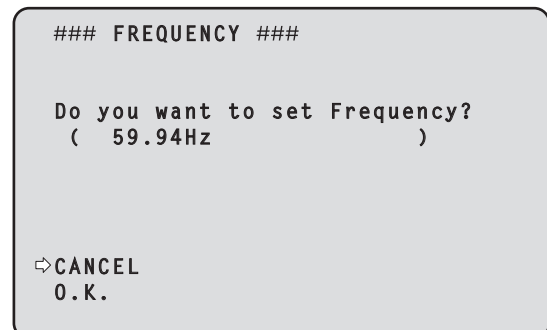 ### FREQUENCY ###
Do you want to set Frequency?
( 59.94Hz )
⇨CANCEL
O.K.